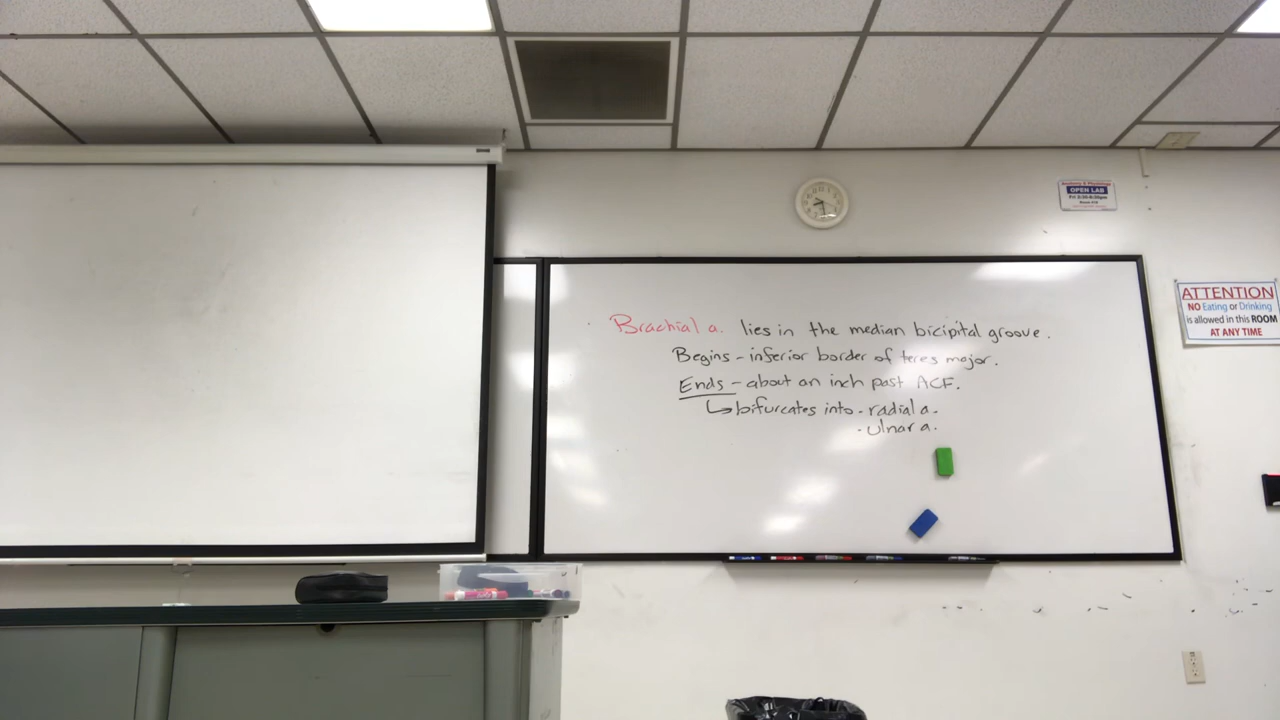 Anatomy & Physiology
OPEN LAB
ATTENTION
NO Eating or Drinking
is allowed in this ROOM
AT ANY TIME
Brachial a. lies in the median bicipital groove.
Begins - inferior border of teres major.
Ends - about an inch past ACF.
↳ bifurcates into - radial a.
- ulnar a.